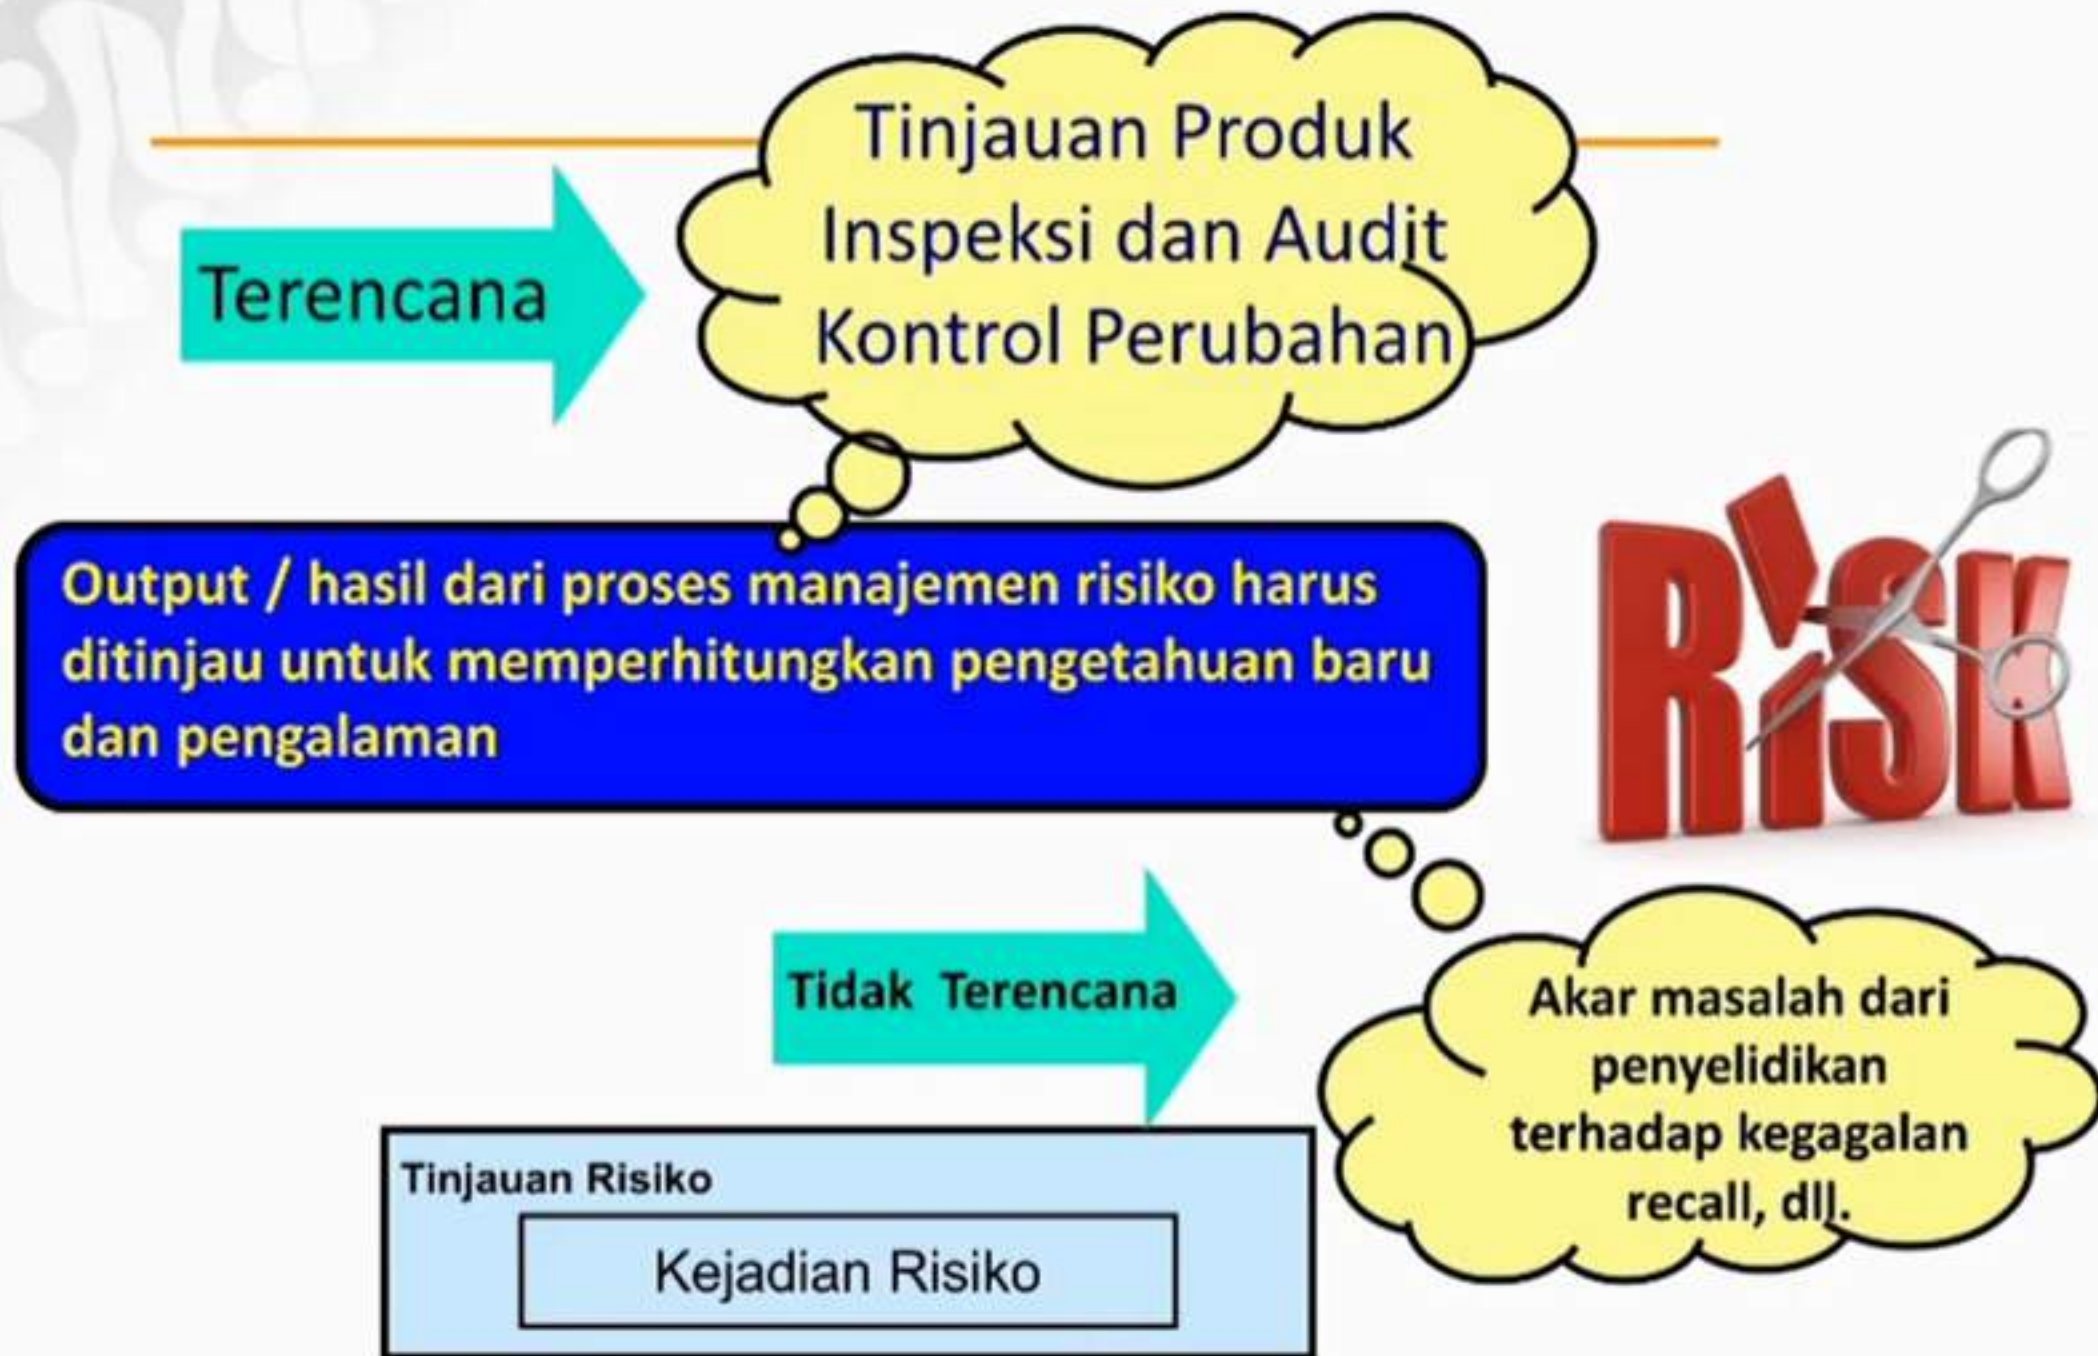 Tinjauan Produk
Inspeksi dan Audit
Kontrol Perubahan
Terencana
Output / hasil dari proses manajemen risiko harus
ditinjau untuk memperhitungkan pengetahuan baru
dan pengalaman
RISK
Tidak Terencana
Akar masalah dari
penyelidikan
terhadap kegagalan
recall, dll.
Tinjauan Risiko
Kejadian Risiko